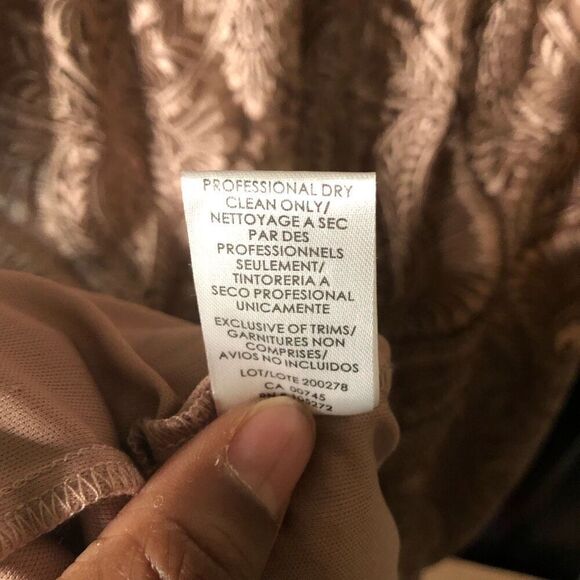 PROFESSIONAL DRY
CLEAN ONLY/
NETTOYAGE A SEC
PAR DES
PROFESSIONNELS
SEULEMENT/
TINTORERIA A
SECO PROFESIONAL
UNICAMENTE
EXCLUSIVE OF TRIMS/
GARNITURES NON
COMPRISES/
AVIOS NO INCLUIDOS
LOT/LOTE 200278
CA 00745
RN